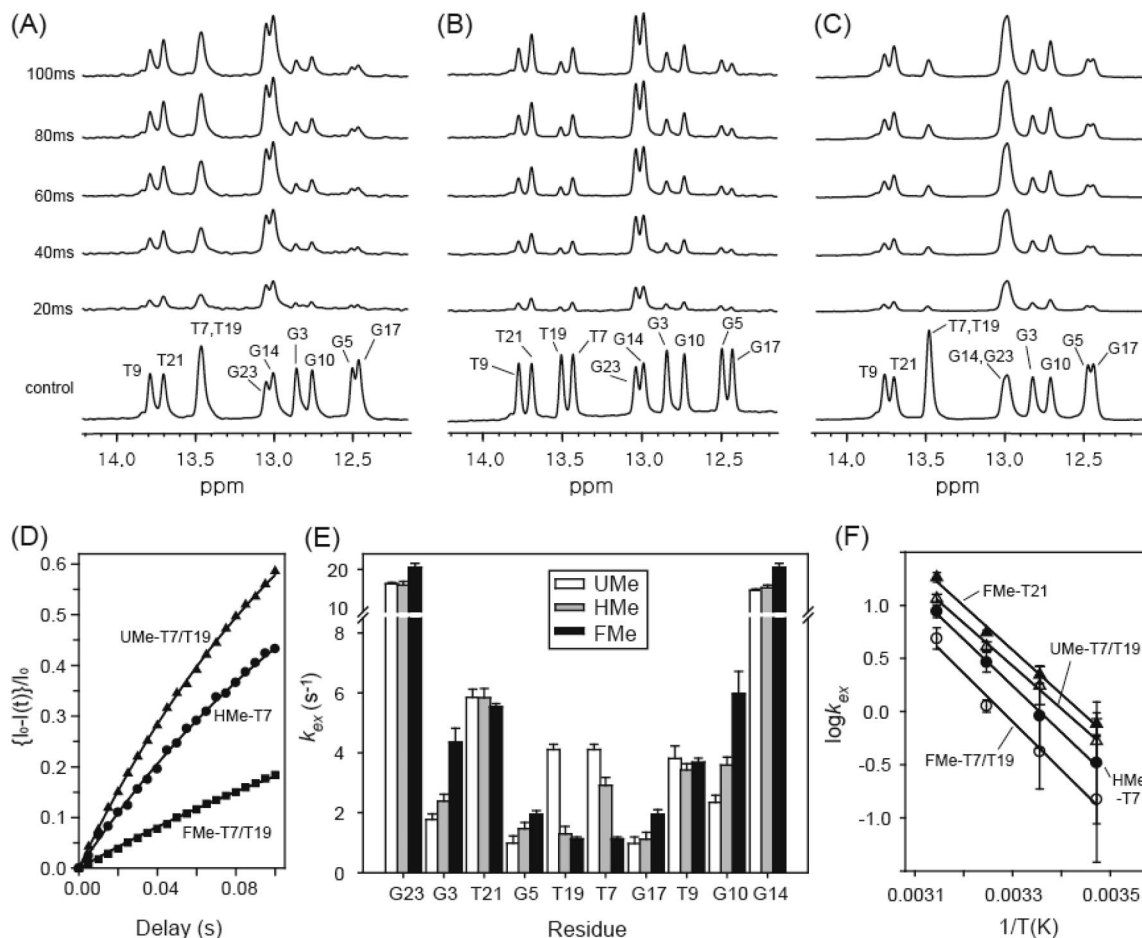 (A)
(B)
(C)
100ms
80ms
60ms
40ms
20ms
control
T9
T21
T7,T19
G23
G14
G3
G10
G5
G17
T9
T21
T19
T7
G23
G14
G3
G10
G5
G17
T9
T21
T7,T19
G14,G23
G3
G10
G5
G17
14.0 13.5 13.0 12.5
ppm
14.0 13.5 13.0 12.5
ppm
14.0 13.5 13.0 12.5
ppm
(D)
{I₀-I(t)}/I₀
0.6
0.5
0.4
0.3
0.2
0.1
0.0
UMe-T7/T19
HMe-T7
FMe-T7/T19
0.00 0.04 0.08
Delay (s)
(E)
kex (s⁻¹)
20
10
8
6
4
2
0
UMe
HMe
FMe
G23 G3 T21 G5 T19 T7 G17 T9 G10 G14
Residue
(F)
logkex
1.0
0.5
0.0
-0.5
-1.0
FMe-T21
UMe-T7/T19
FMe-T7/T19
HMe
-T7
0.0031 0.0033 0.0035
1/T(K)